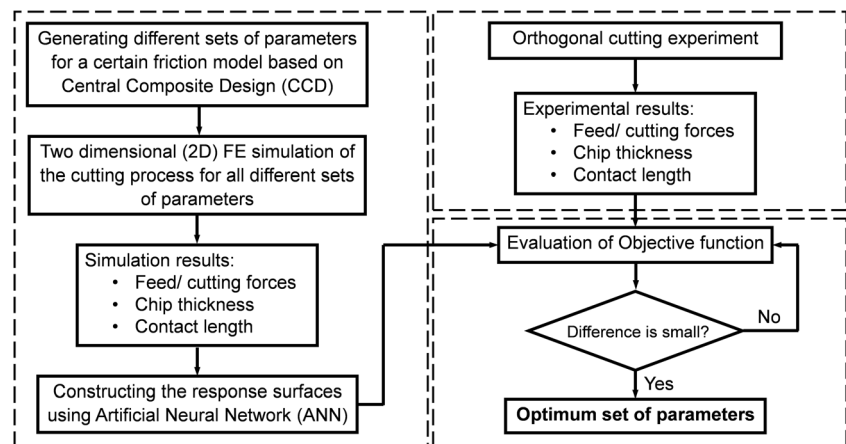 Generating different sets of parameters
for a certain friction model based on
Central Composite Design (CCD)
Two dimensional (2D) FE simulation of
the cutting process for all different sets
of parameters
Simulation results:
• Feed/ cutting forces
• Chip thickness
• Contact length
Constructing the response surfaces
using Artificial Neural Network (ANN)
Orthogonal cutting experiment
Experimental results:
• Feed/ cutting forces
• Chip thickness
• Contact length
Evaluation of Objective function
Difference is small?
No
Yes
Optimum set of parameters